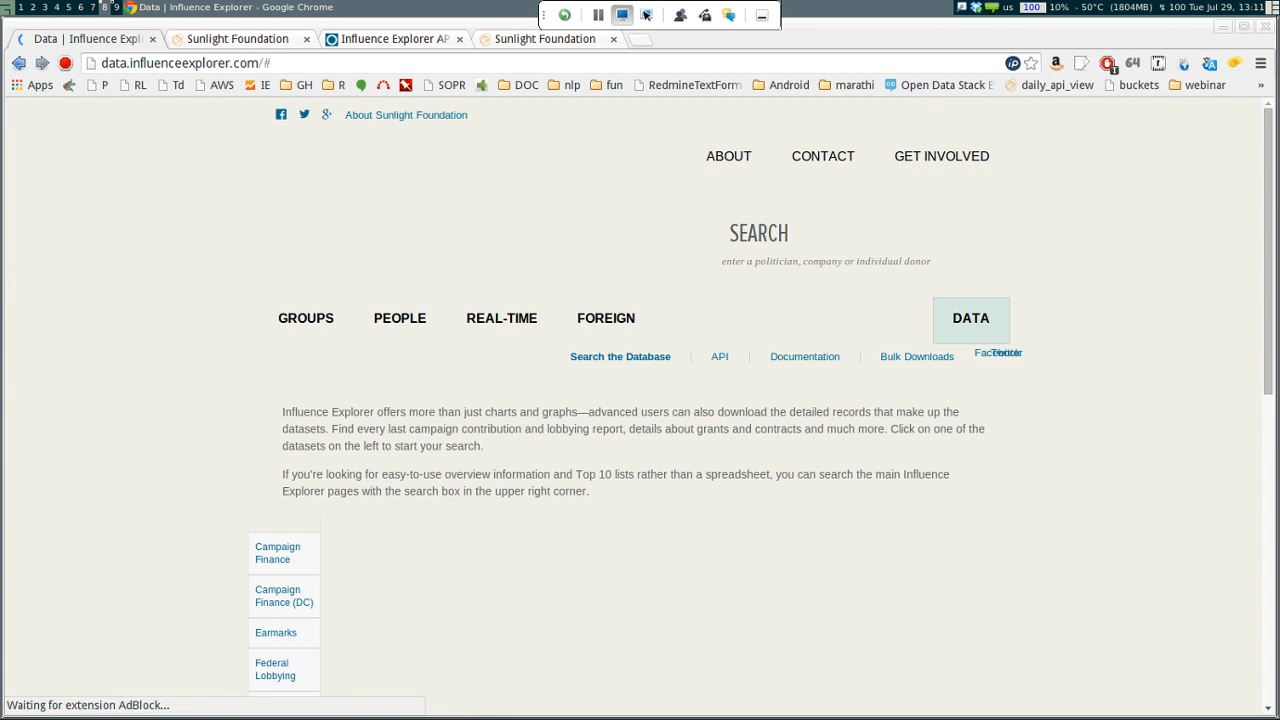 1 2 3 4 5 6 7 8 9 Data | Influence Explorer - Google Chrome
us 100 10% - 50°C (1804MB) 100 Tue Jul 29, 13:11
Data | Influence Expl
Sunlight Foundation
Influence Explorer AP
Sunlight Foundation
data.influenceexplorer.com/#
Apps P RL Td AWS IE GH R SOPR DOC nlp fun RedmineTextForm Android marathi Open Data Stack E daily_api_view buckets webinar »
About Sunlight Foundation
ABOUT CONTACT GET INVOLVED
SEARCH
enter a politician, company or individual donor
GROUPS PEOPLE REAL-TIME FOREIGN DATA
Search the Database API Documentation Bulk Downloads Facebook Twitter
Influence Explorer offers more than just charts and graphs—advanced users can also download the detailed records that make up the
datasets. Find every last campaign contribution and lobbying report, details about grants and contracts and much more. Click on one of the
datasets on the left to start your search.
If you're looking for easy-to-use overview information and Top 10 lists rather than a spreadsheet, you can search the main Influence
Explorer pages with the search box in the upper right corner.
Campaign
Finance
Campaign
Finance (DC)
Earmarks
Federal
Lobbying
Waiting for extension AdBlock...